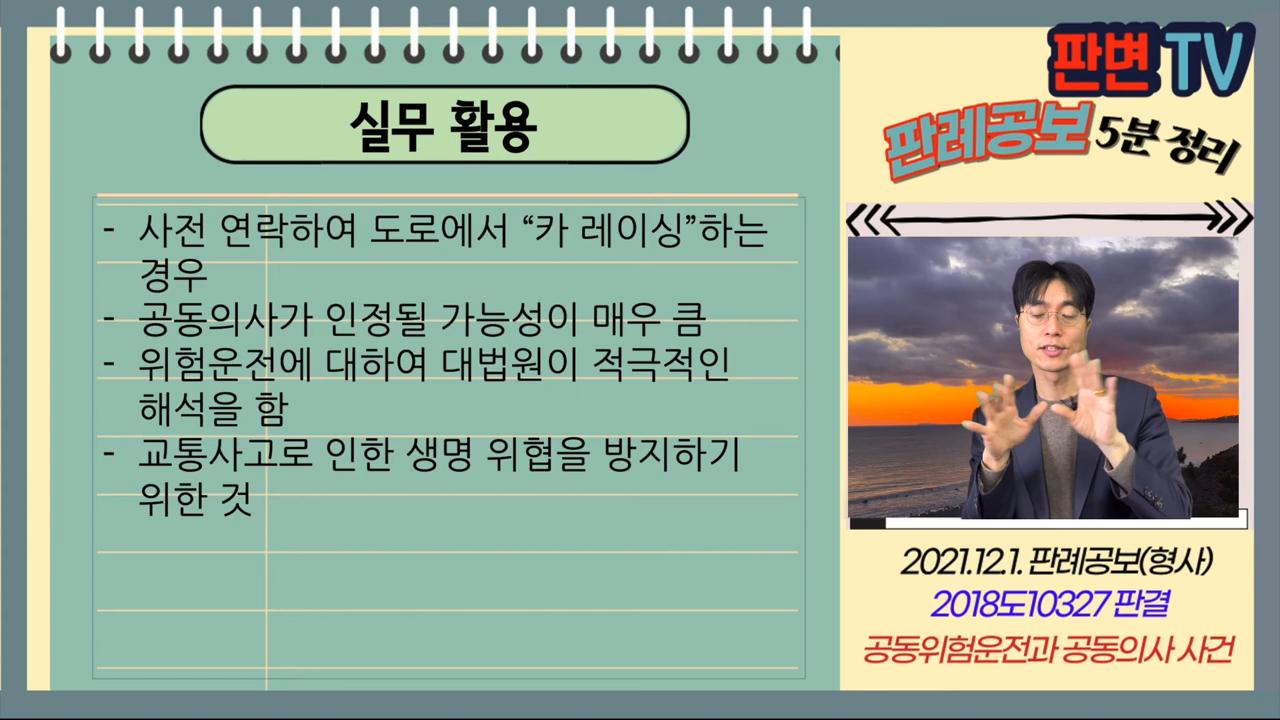 실무 활용
- 사전 연락하여 도로에서 “카 레이싱”하는
경우
- 공동의사가 인정될 가능성이 매우 큼
- 위험운전에 대하여 대법원이 적극적인
해석을 함
- 교통사고로 인한 생명 위협을 방지하기
위한 것
판변 TV
판례공보 5분 정리
2021.12.1. 판례공보(형사)
2018도10327 판결
공동위험운전과 공동의사 사건